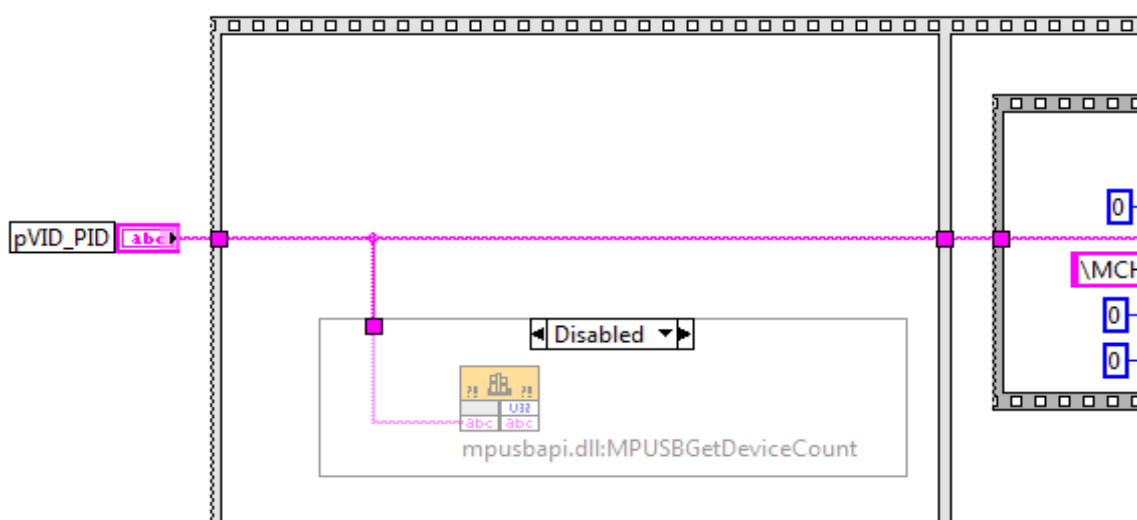 pVID_PID abc
0
\MCH
Disabled
0
?! ?!
U32
0
abc abc
mpusbapi.dll:MPUSBGetDeviceCount